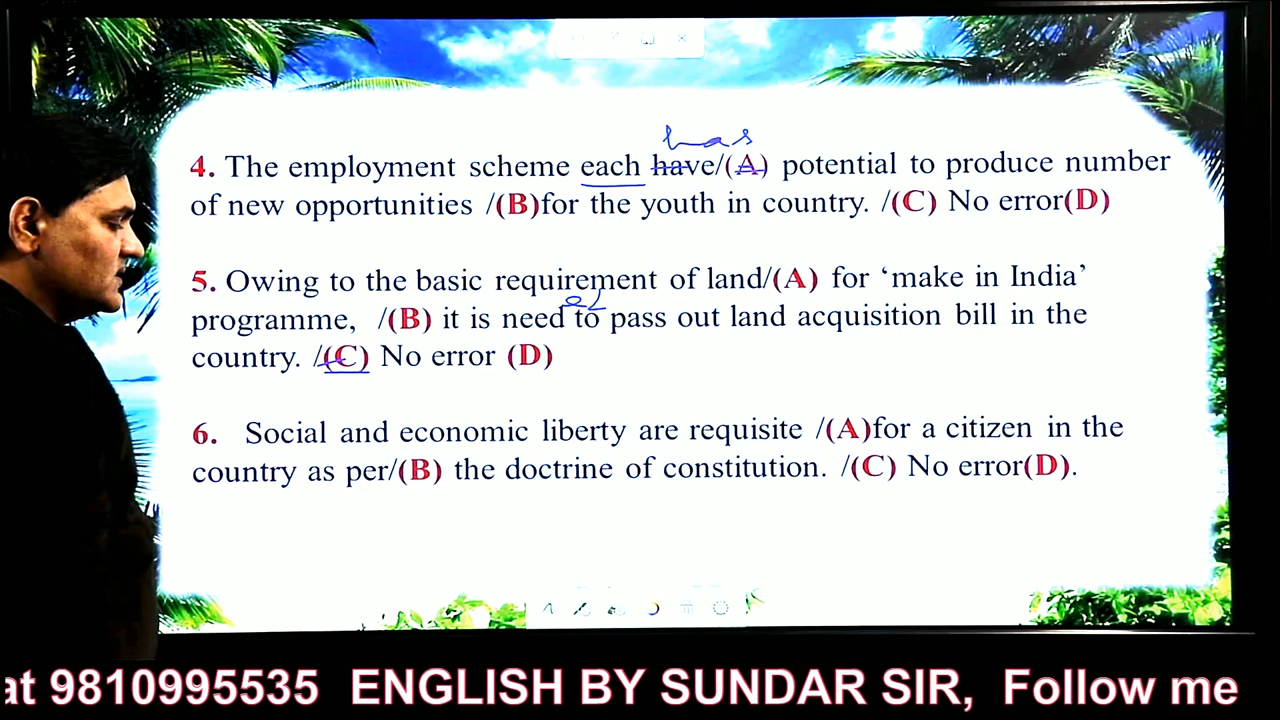 has
4. The employment scheme each have/(A) potential to produce number
of new opportunities /(B)for the youth in country. /(C) No error(D)
5. Owing to the basic requirement of land/(A) for ‘make in India’
ed
programme, /(B) it is need to pass out land acquisition bill in the
country. /(C) No error (D)
6. Social and economic liberty are requisite /(A)for a citizen in the
country as per/(B) the doctrine of constitution. /(C) No error(D).
at 9810995535 ENGLISH BY SUNDAR SIR, Follow me